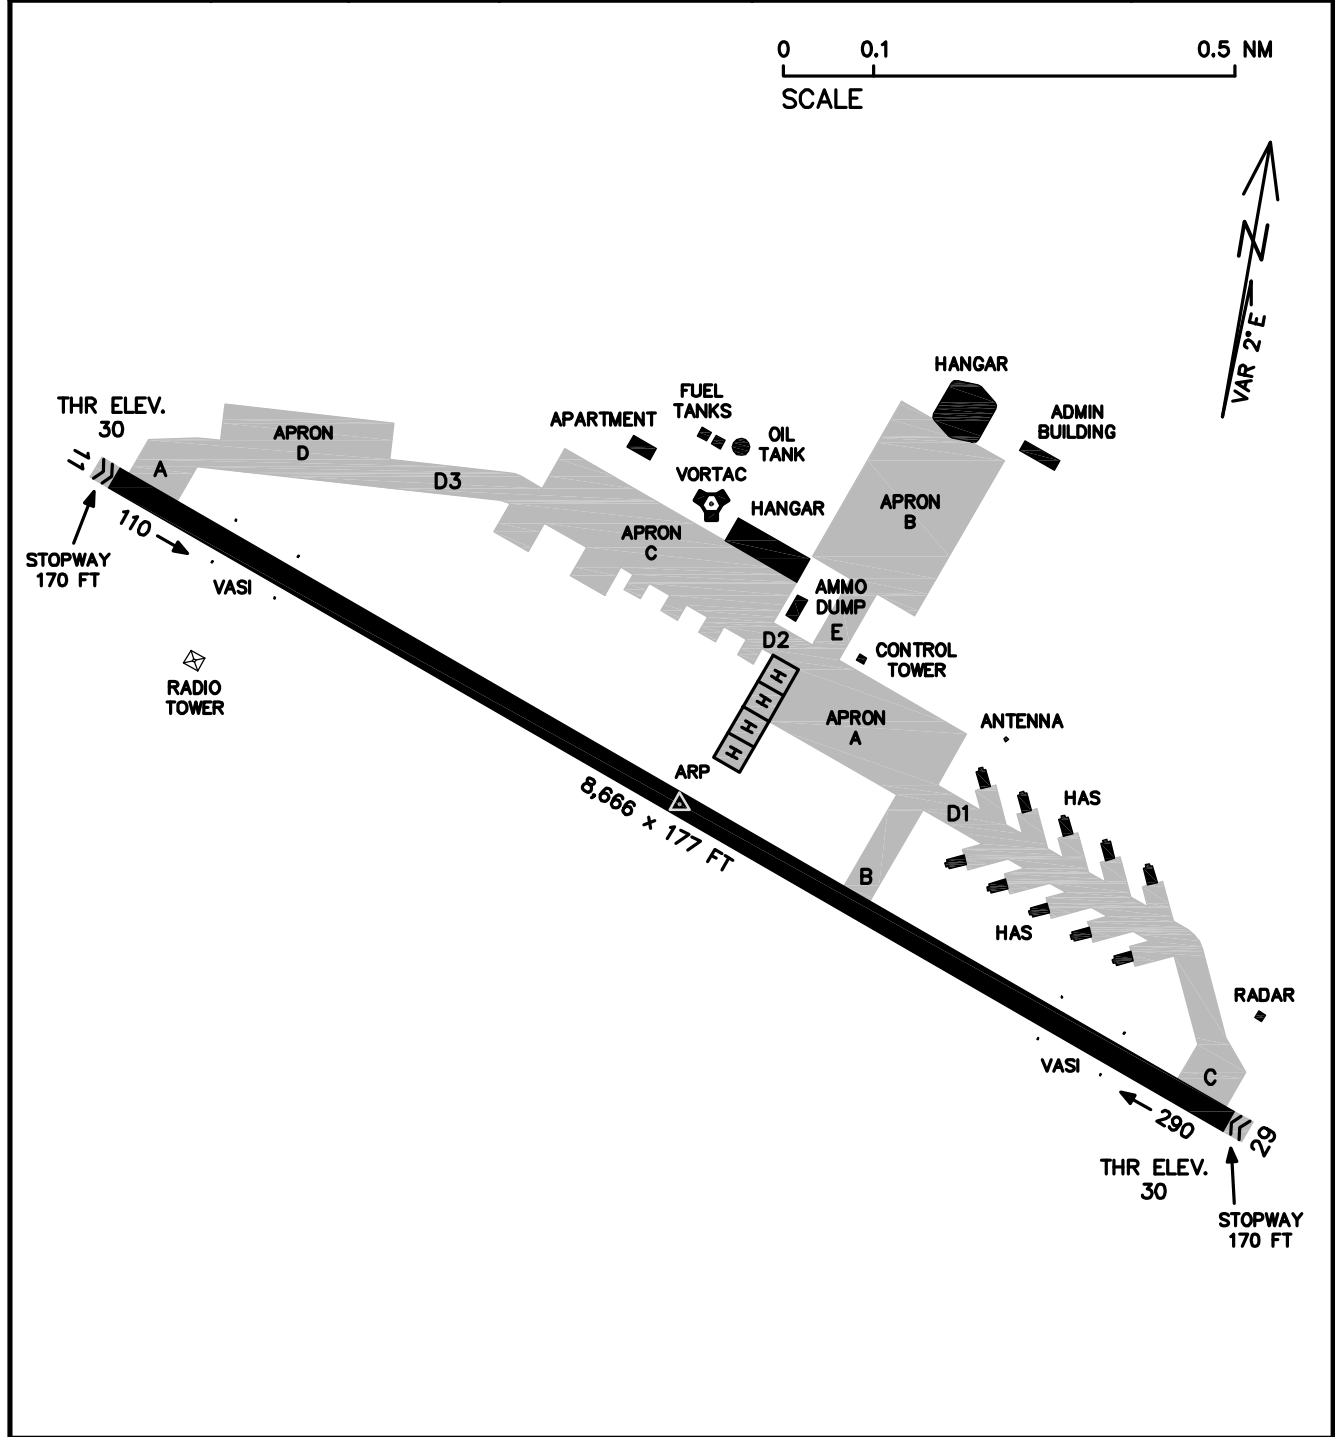 0 0.1 0.5 NM
SCALE
N
VAR 2°E
HANGAR
ADMIN
BUILDING
FUEL
TANKS
APARTMENT
OIL
TANK
VORTAC
HANGAR
THR ELEV.
30
11
A
APRON
D
D3
110
STOPWAY
170 FT
VASI
APRON
C
APRON
B
AMMO
DUMP
E
D2
CONTROL
TOWER
RADIO
TOWER
H
H
H
H
APRON
A
ANTENNA
ARP
8,666 x 177 FT
D1
HAS
B
HAS
RADAR
VASI
C
290
29
THR ELEV.
30
STOPWAY
170 FT